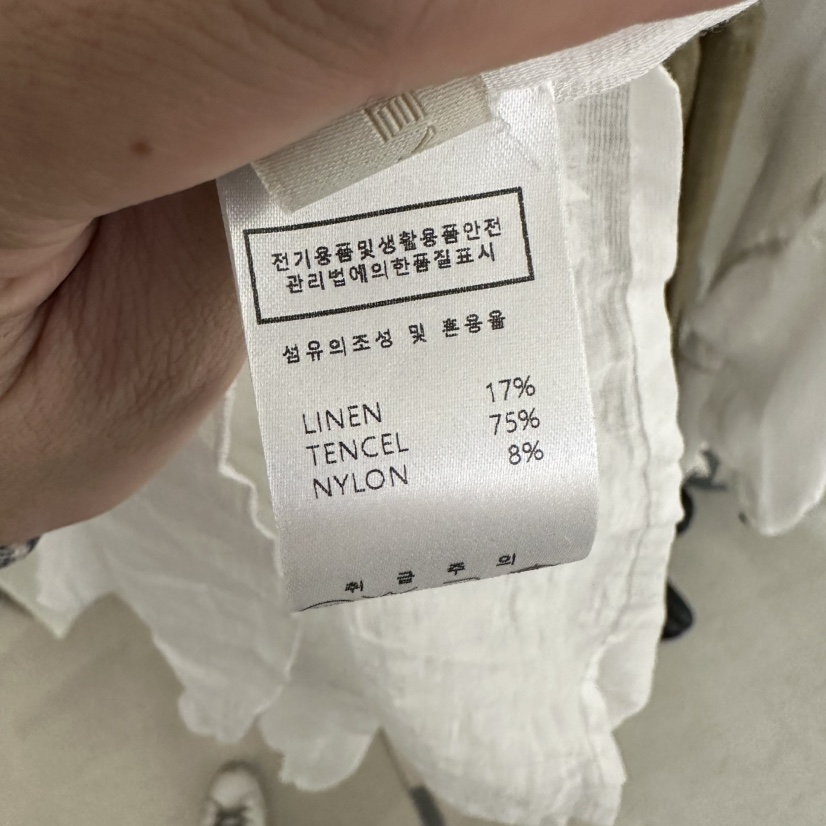 전기용품및생활용품안전
관리법에의한품질표시
섬유의조성 및 혼용율
LINEN 17%
TENCEL 75%
NYLON 8%
취급주의